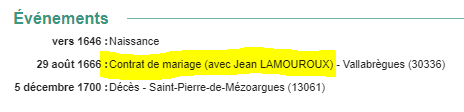 Événements
vers 1646 : Naissance
29 août 1666 : Contrat de mariage (avec Jean LAMOUROUX) - Vallabrègues (30336)
5 décembre 1700 : Décès - Saint-Pierre-de-Mézoargues (13061)